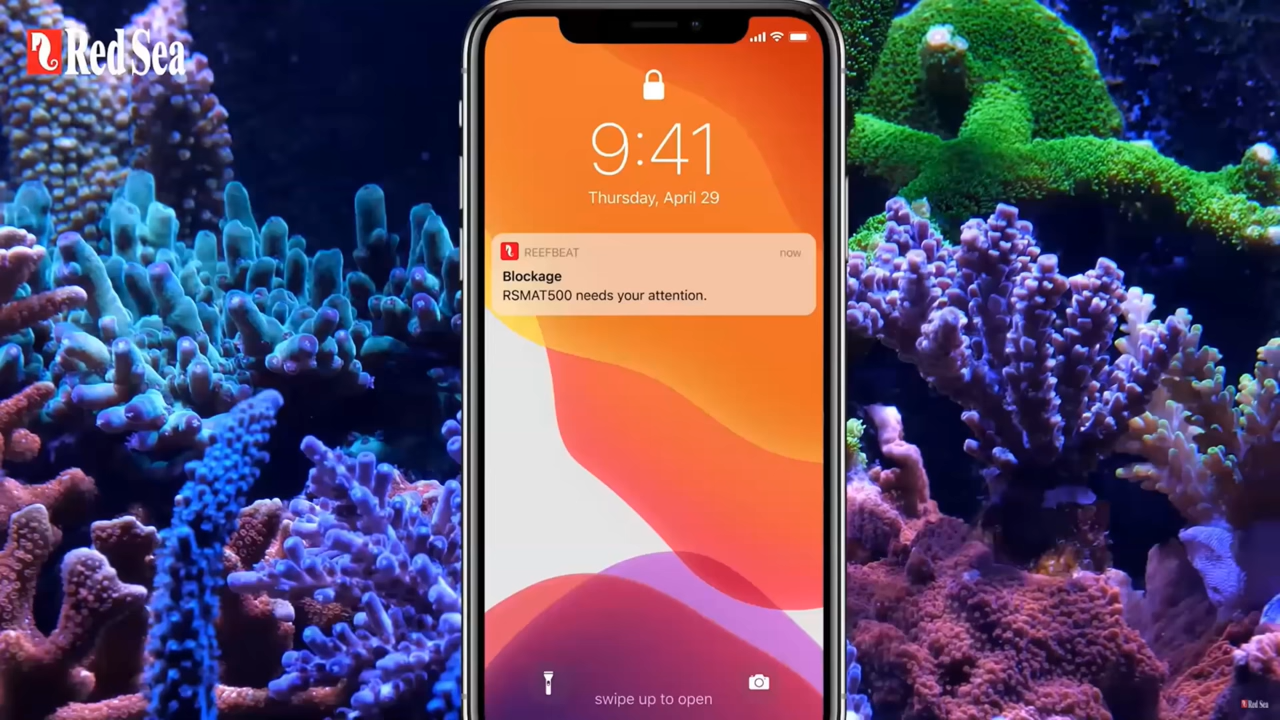 Red Sea
9:41
Thursday, April 29
REEFBEAT now
Blockage
RSMAT500 needs your attention.
swipe up to open
Red Sea